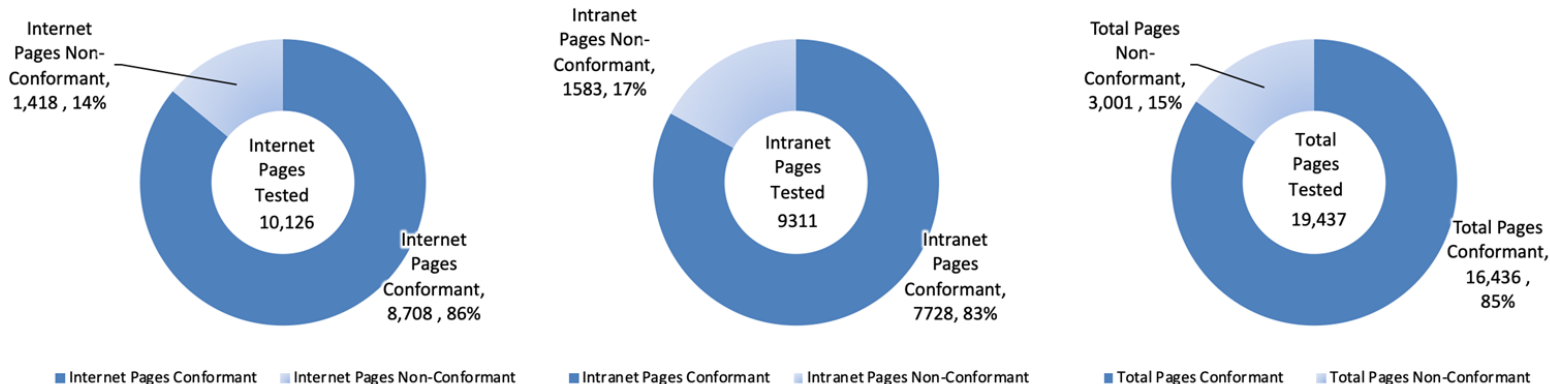 Internet
Pages Non-
Conformant,
1,418 , 14%
Internet
Pages
Tested
10,126
Internet
Pages
Conformant,
8,708 , 86%
Internet Pages Conformant
Internet Pages Non-Conformant
Intranet
Pages Non-
Conformant,
1583, 17%
Intranet
Pages
Tested
9311
Intranet
Pages
Conformant,
7728, 83%
Intranet Pages Conformant
Intranet Pages Non-Conformant
Total Pages
Non-
Conformant,
3,001 , 15%
Total
Pages
Tested
19,437
Total Pages
Conformant,
16,436 ,
85%
Total Pages Conformant
Total Pages Non-Conformant